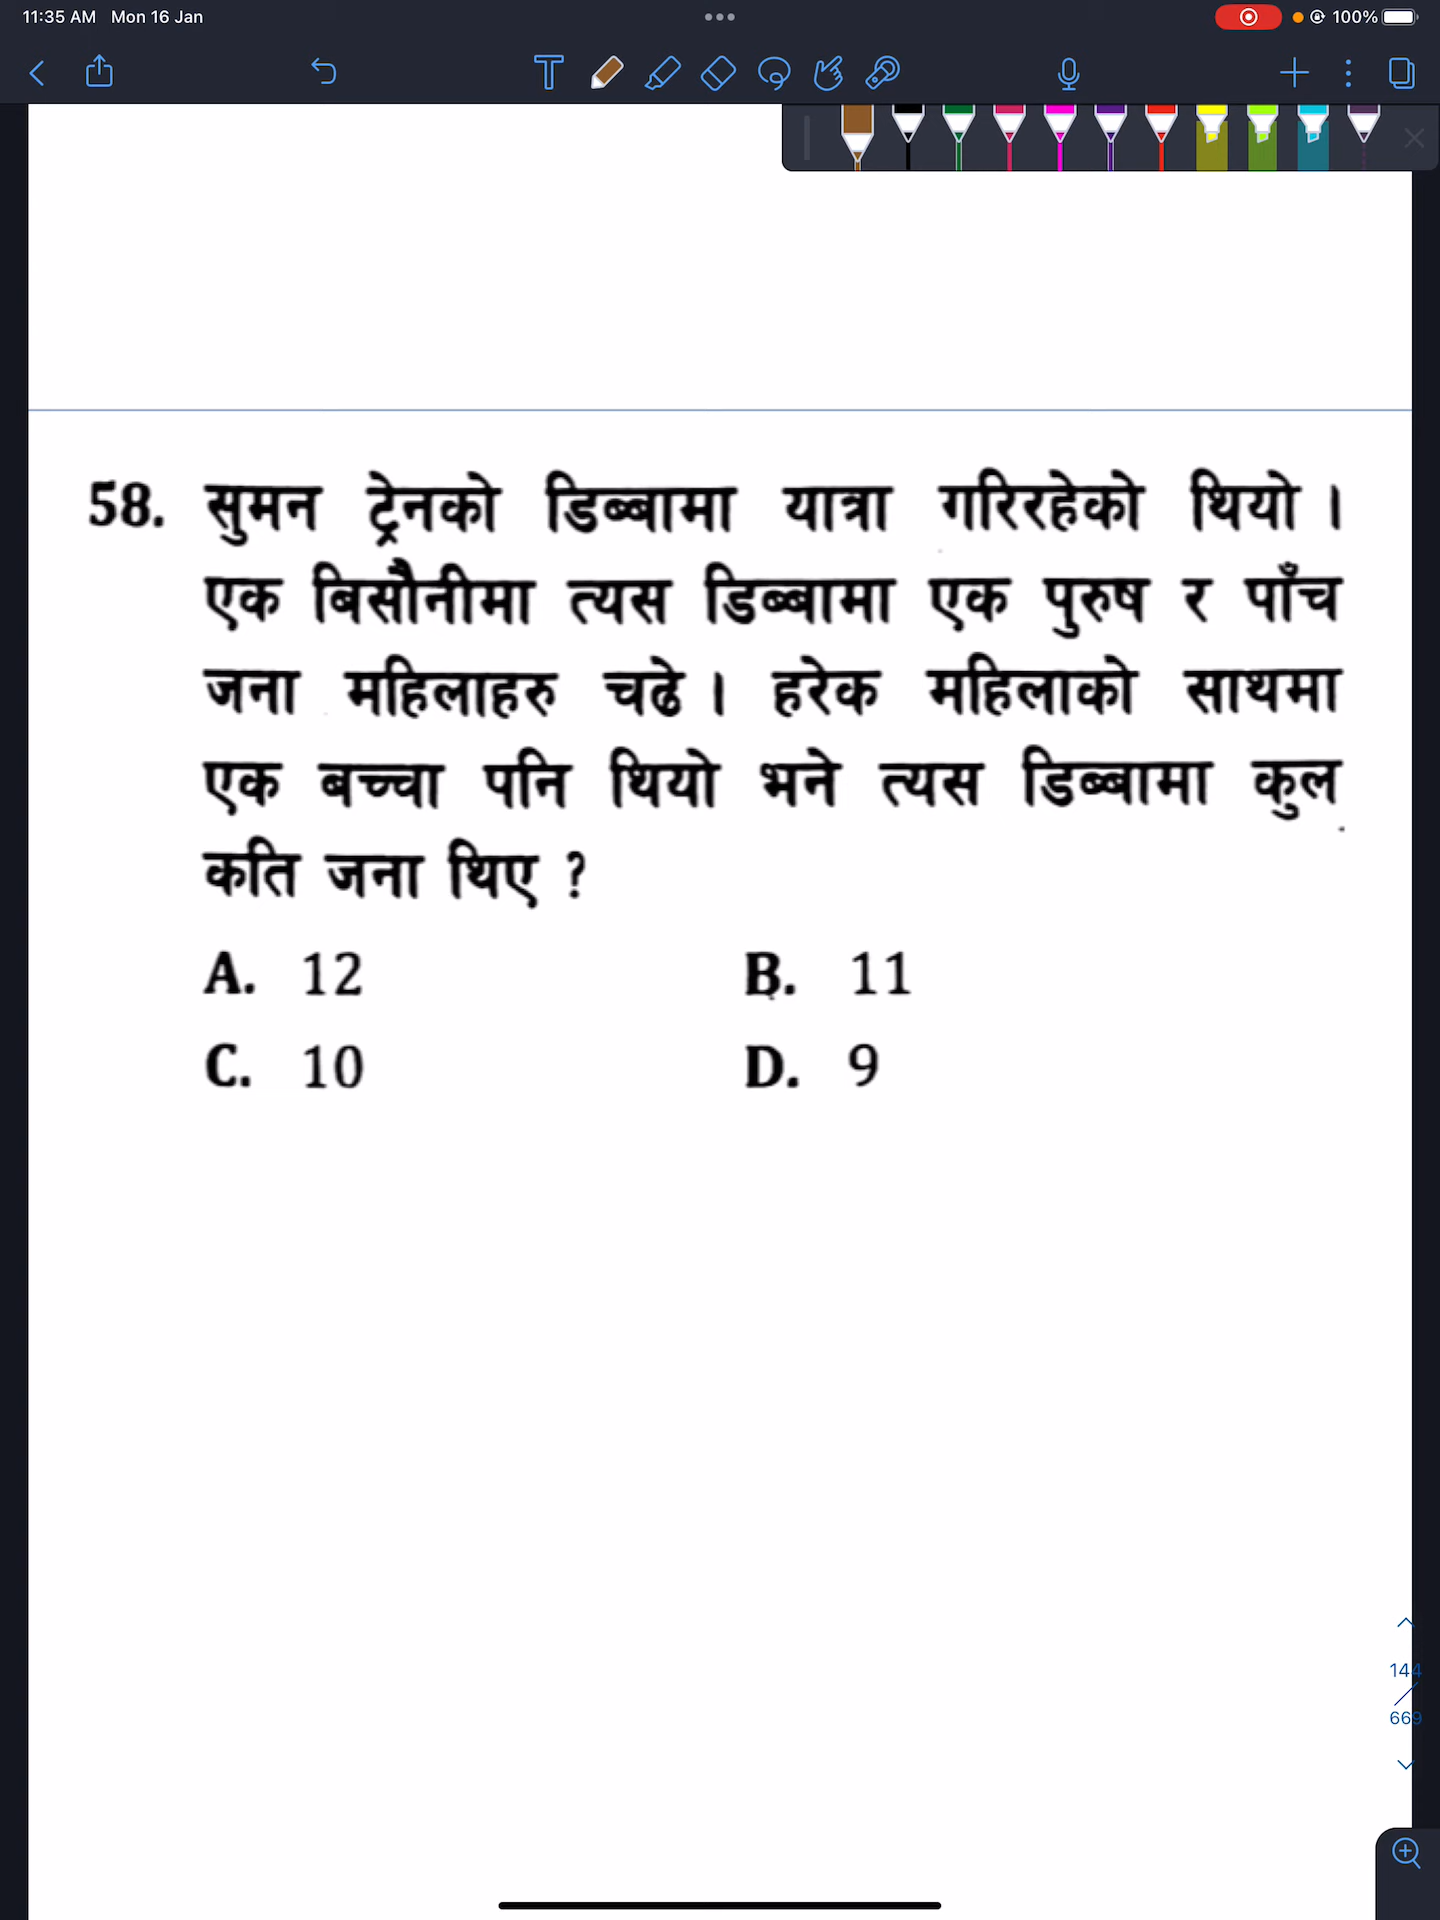 11:35 AM Mon 16 Jan
100%
58. सुमन ट्रेनको डिब्बामा यात्रा गरिरहेको थियो ।
एक बिसौनीमा त्यस डिब्बामा एक पुरुष र पाँच
जना महिलाहरु चढे । हरेक महिलाको साथमा
एक बच्चा पनि थियो भने त्यस डिब्बामा कुल
कति जना थिए ?
A. 12 B. 11
C. 10 D. 9
144
669